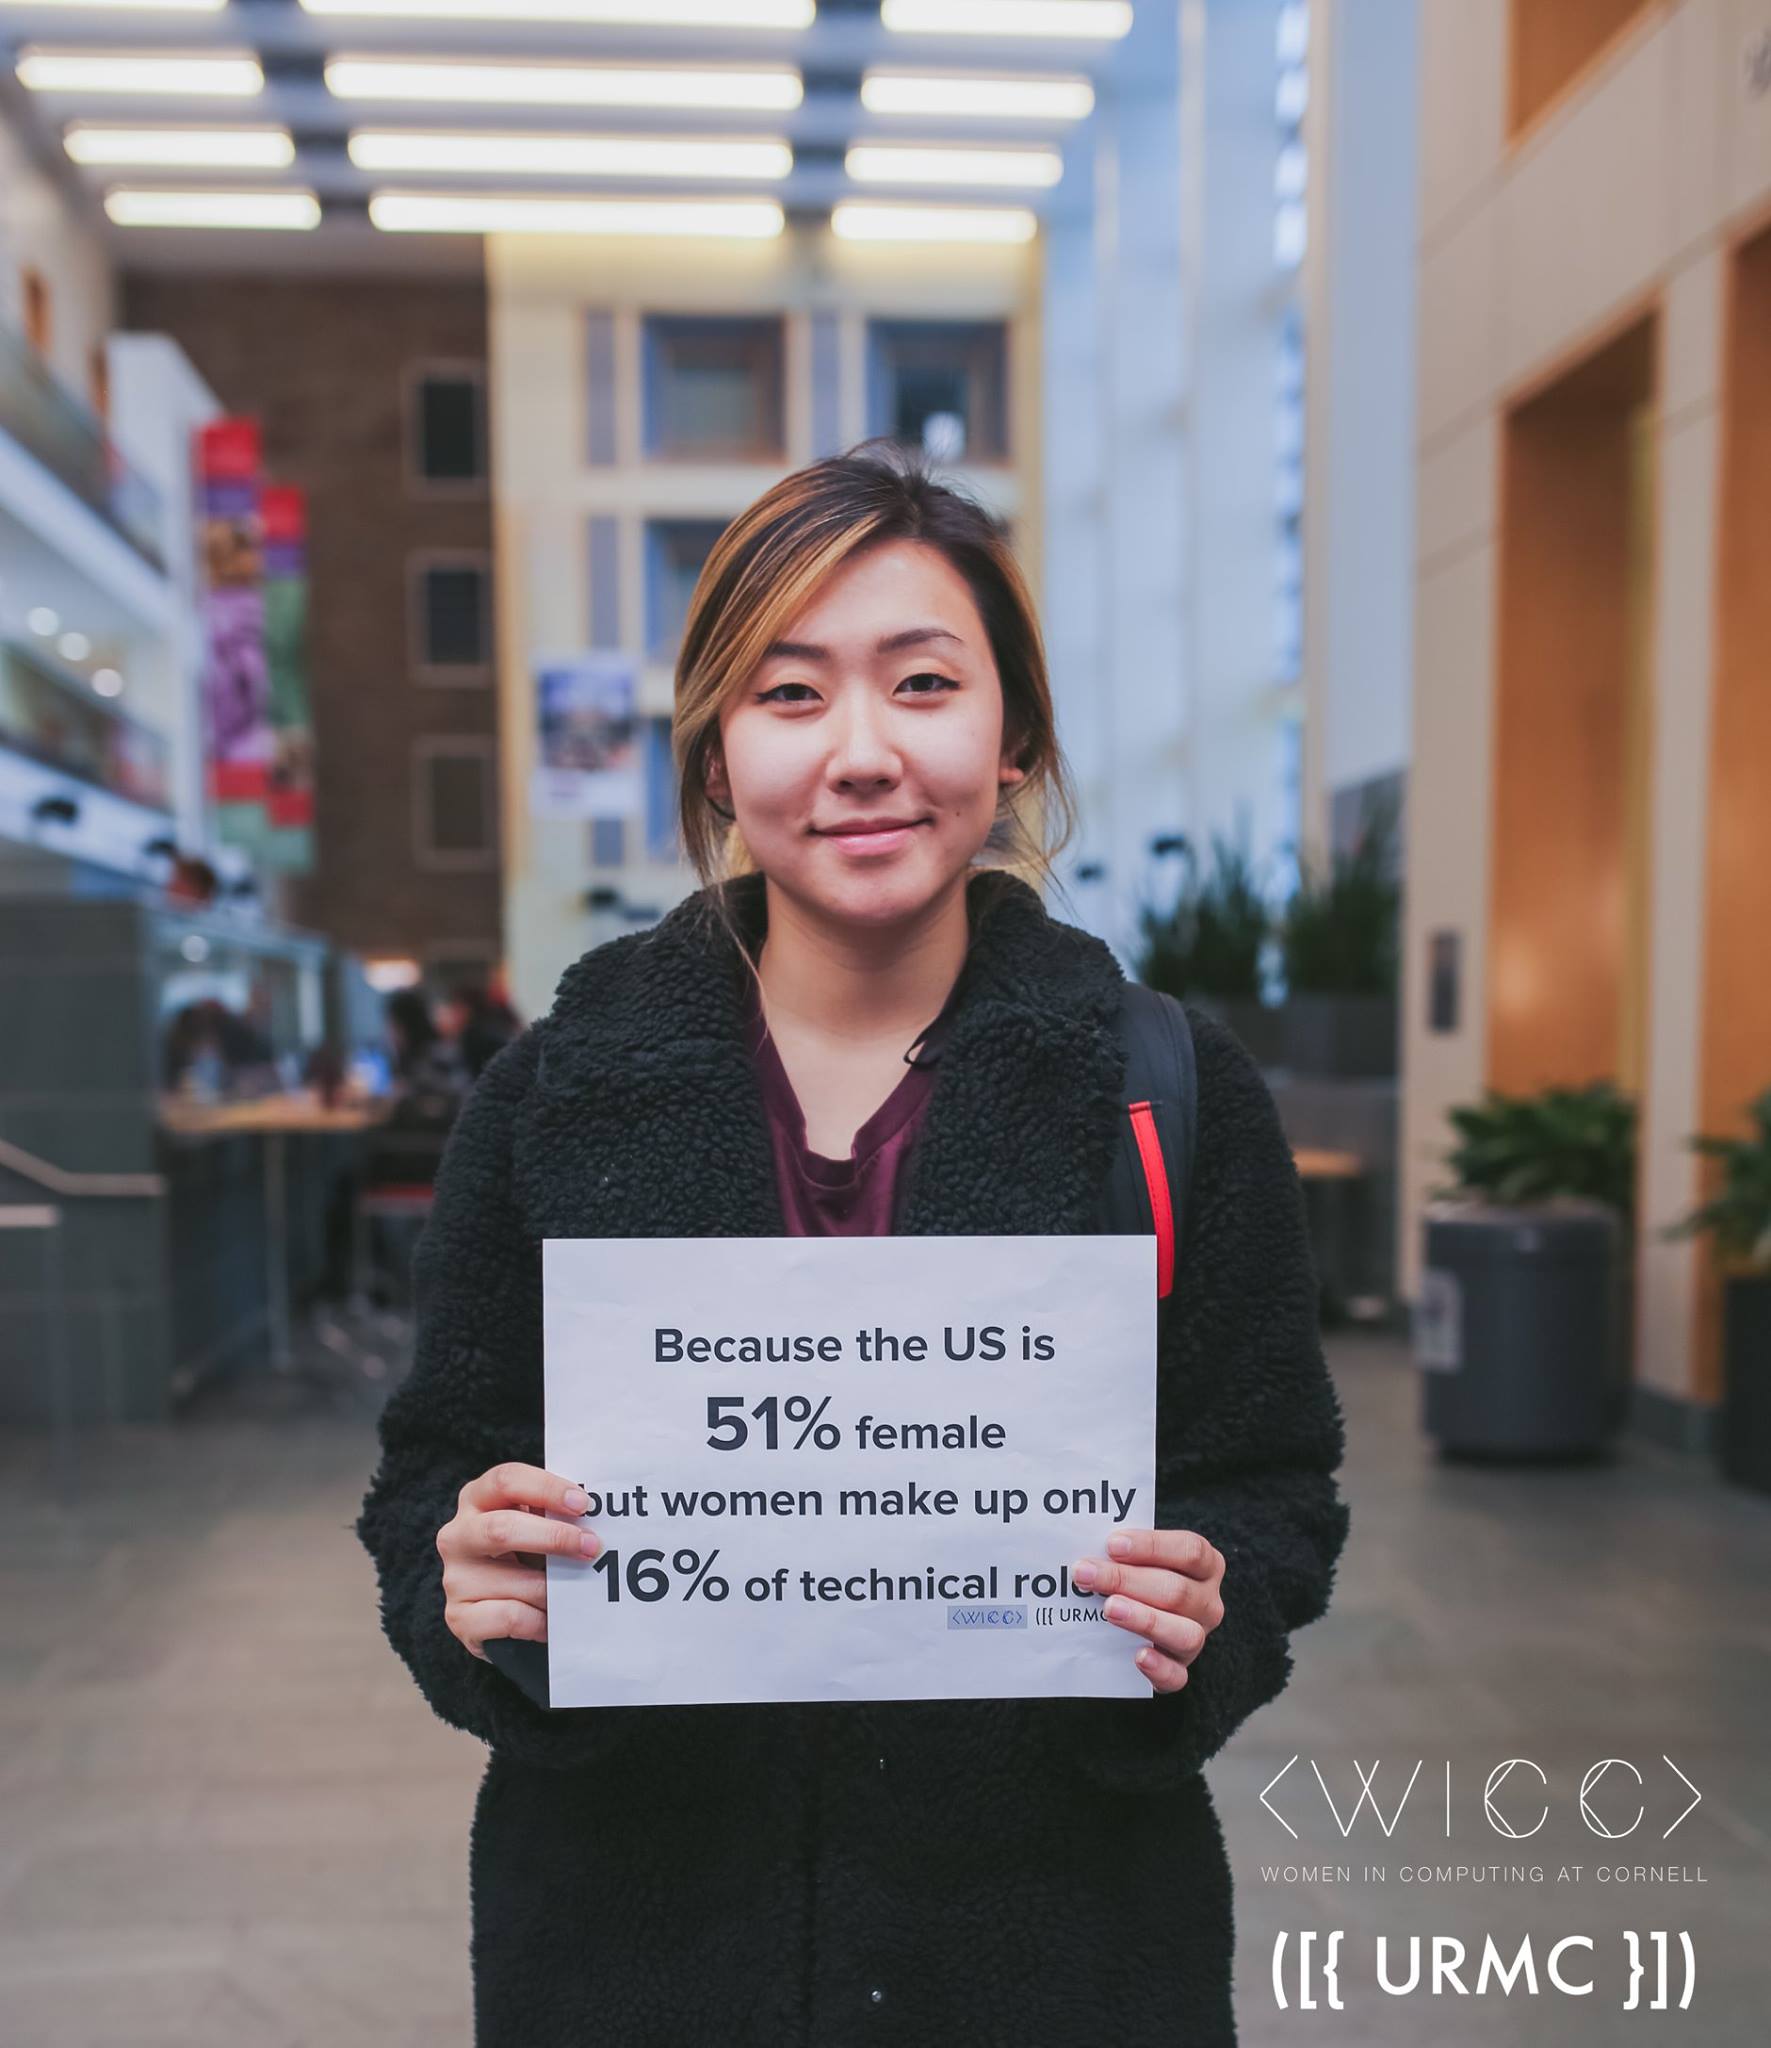 Because the US is
51% female
but women make up only
16% of technical role
<WICC> ([{ URMC
<WICC>
WOMEN IN COMPUTING AT CORNELL
([{ URMC }])